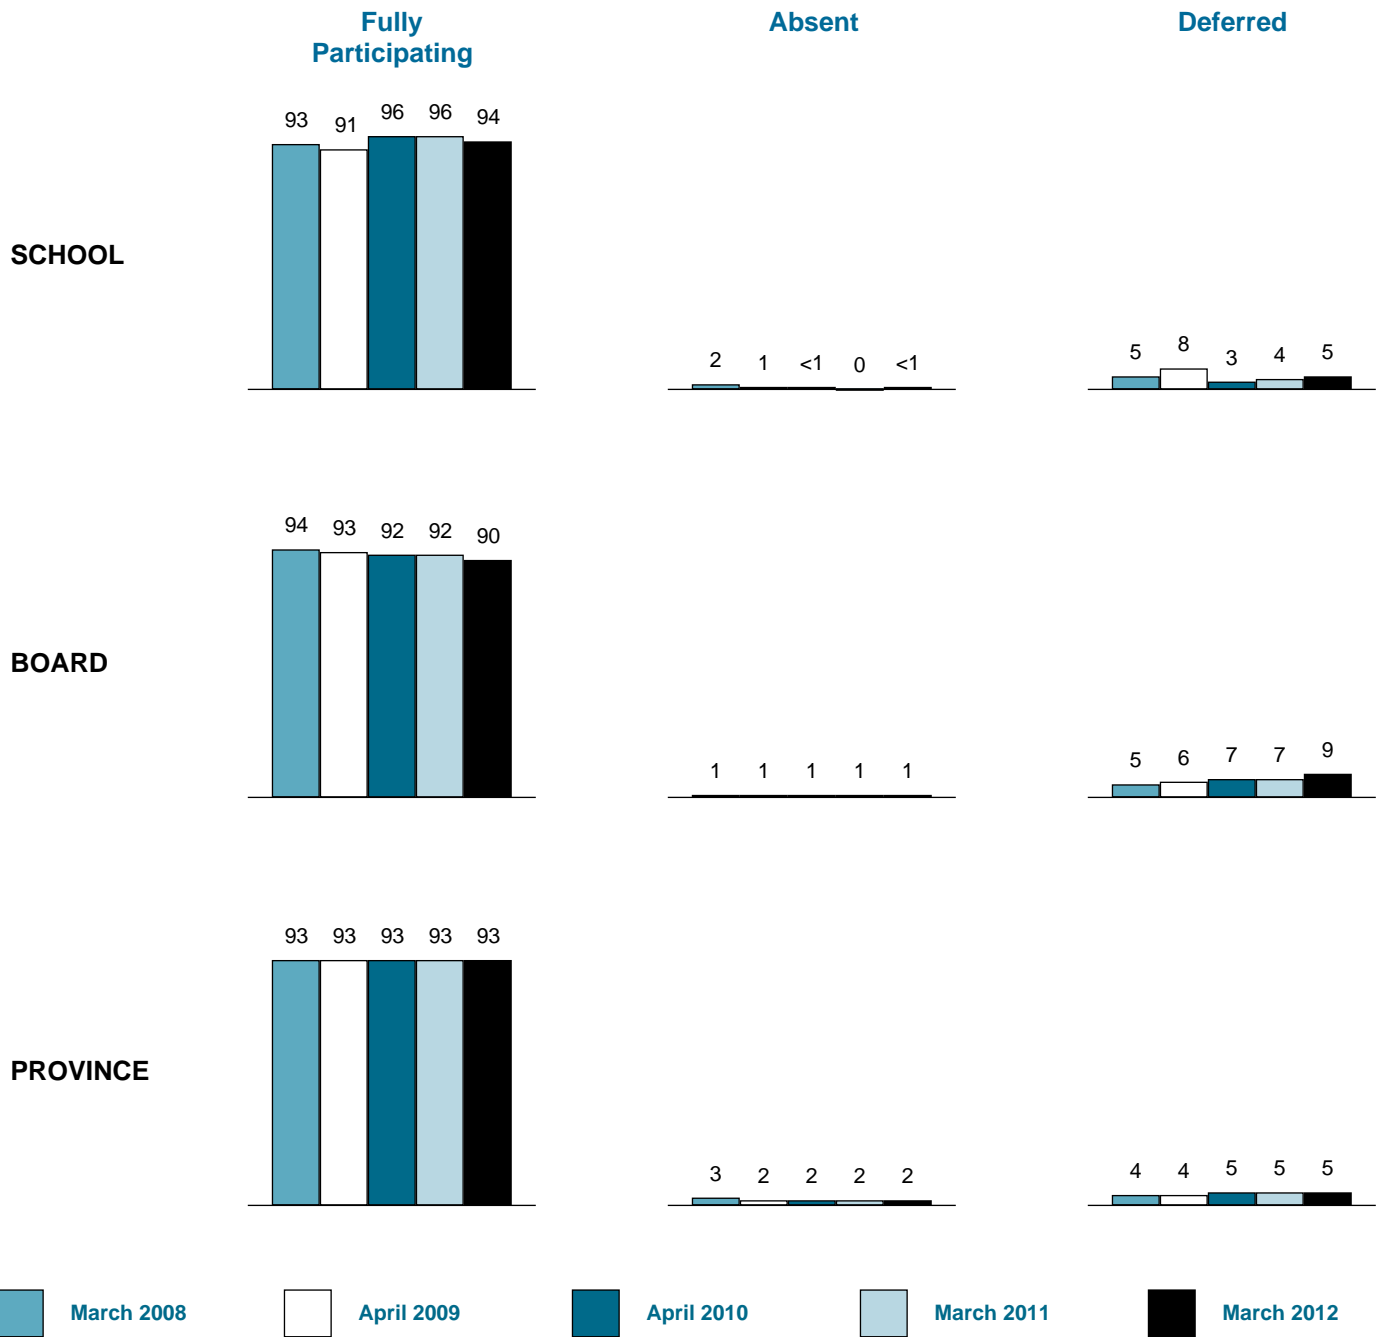 Fully
Participating
Absent
Deferred
SCHOOL
93 91 96 96 94
2 1 <1 0 <1
5 8 3 4 5
BOARD
94 93 92 92 90
1 1 1 1 1
5 6 7 7 9
PROVINCE
93 93 93 93 93
3 2 2 2 2
4 4 5 5 5
March 2008
April 2009
April 2010
March 2011
March 2012